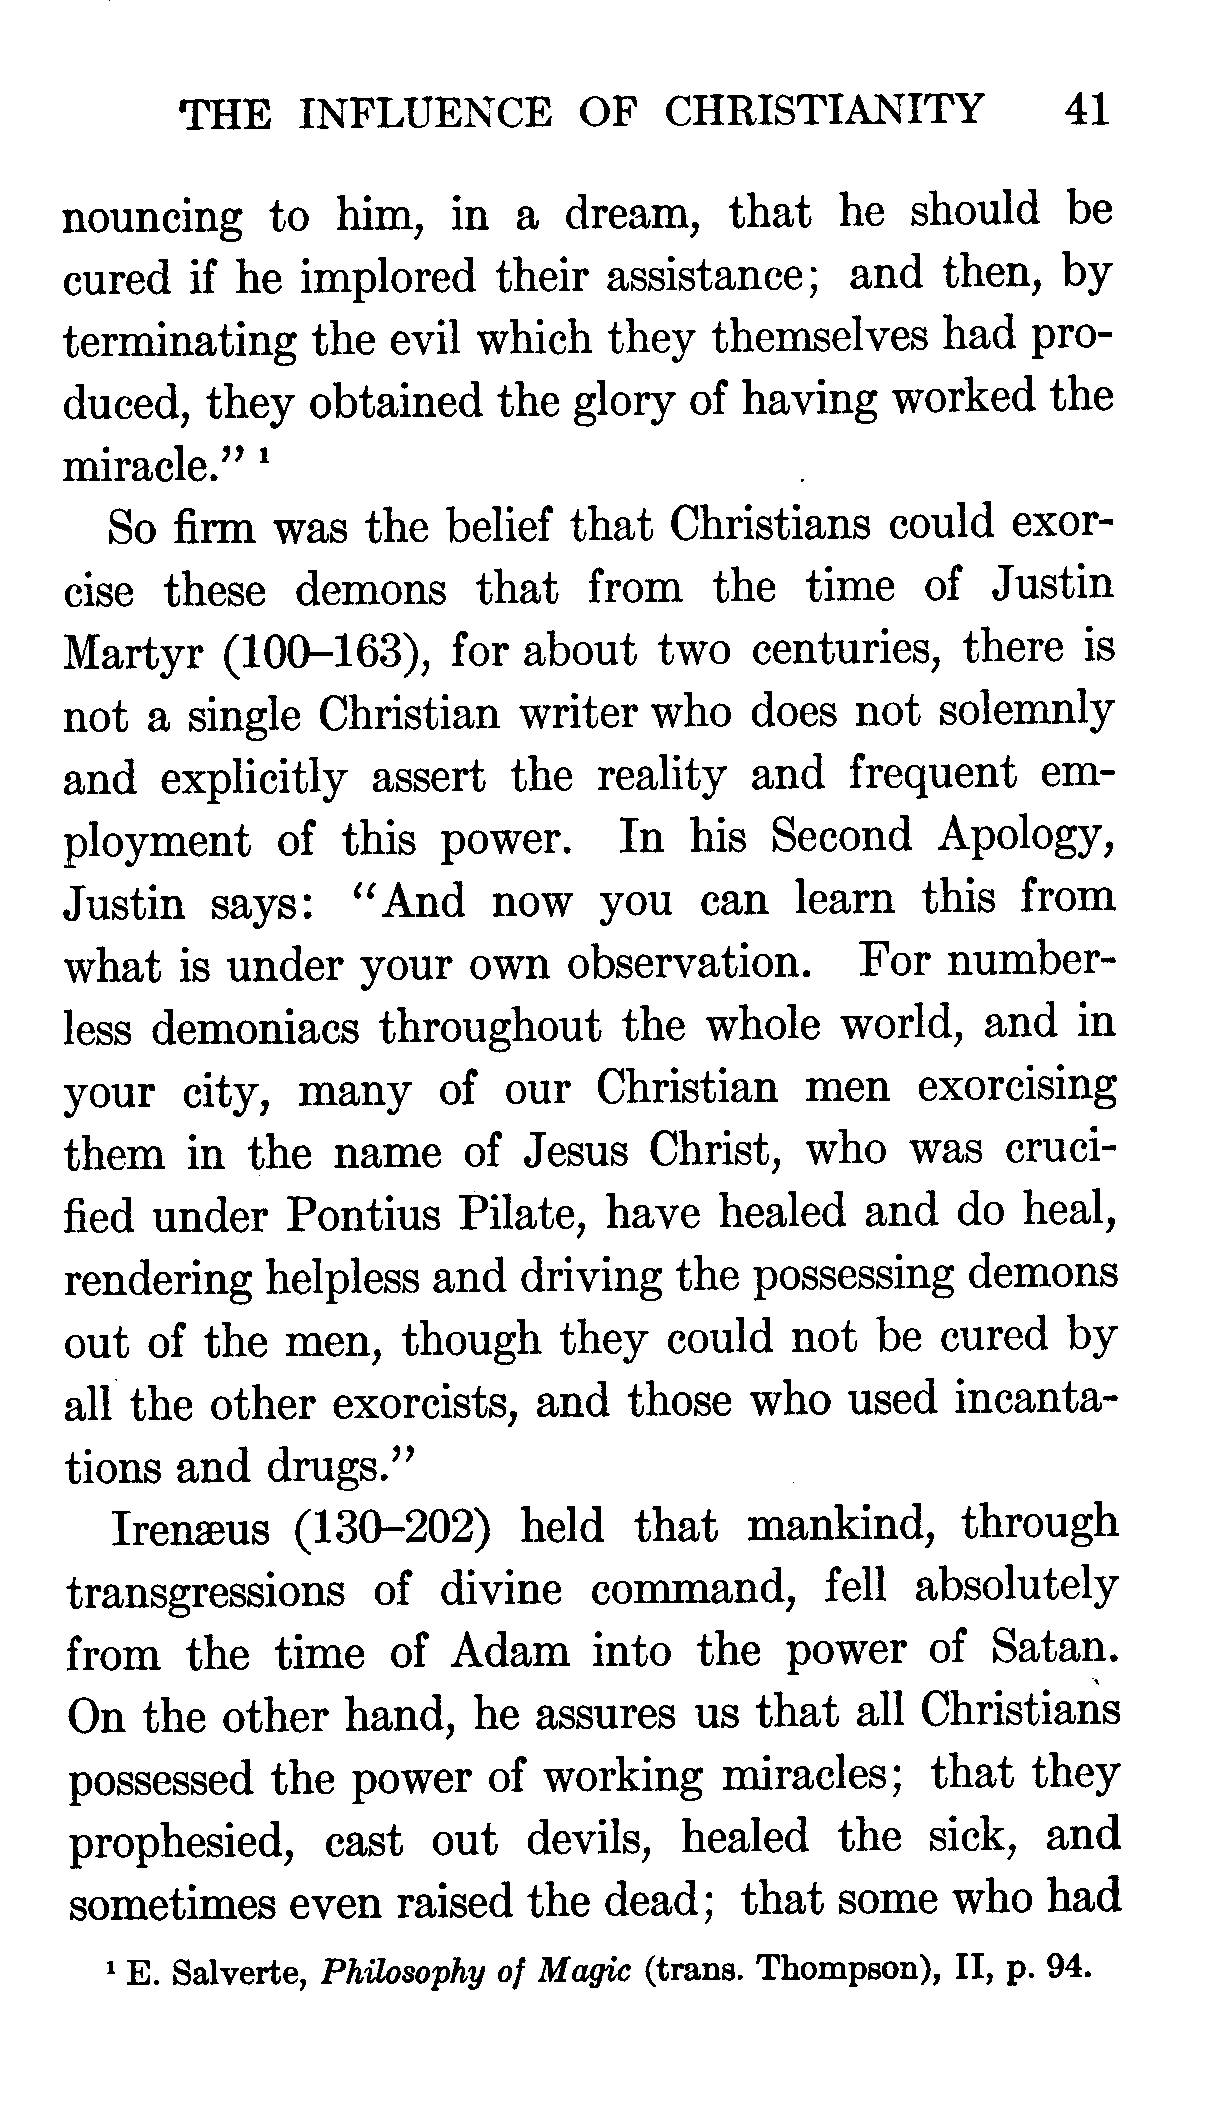 THE INFLUENCE OF CHRISTIANITY 41
nouncing to him, in a dream, that he should be
cured if he implored their assistance; and then, by
terminating the evil which they themselves had pro-
duced, they obtained the glory of having worked the
miracle." ¹
So firm was the belief that Christians could exor-
cise these demons that from the time of Justin
Martyr (100–163), for about two centuries, there is
not a single Christian writer who does not solemnly
and explicitly assert the reality and frequent em-
ployment of this power. In his Second Apology,
Justin says: "And now you can learn this from
what is under your own observation. For number-
less demoniacs throughout the whole world, and in
your city, many of our Christian men exorcising
them in the name of Jesus Christ, who was cruci-
fied under Pontius Pilate, have healed and do heal,
rendering helpless and driving the possessing demons
out of the men, though they could not be cured by
all the other exorcists, and those who used incanta-
tions and drugs."
Irenæus (130–202) held that mankind, through
transgressions of divine command, fell absolutely
from the time of Adam into the power of Satan.
On the other hand, he assures us that all Christians
possessed the power of working miracles; that they
prophesied, cast out devils, healed the sick, and
sometimes even raised the dead; that some who had
¹ E. Salverte, Philosophy of Magic (trans. Thompson), II, p. 94.